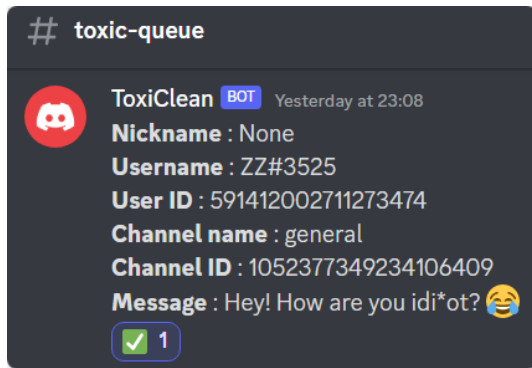 # toxic-queue
ToxiClean BOT Yesterday at 23:08
Nickname : None
Username : ZZ#3525
User ID : 591412002711273474
Channel name : general
Channel ID : 1052377349234106409
Message : Hey! How are you idi*ot? 😂
✅ 1